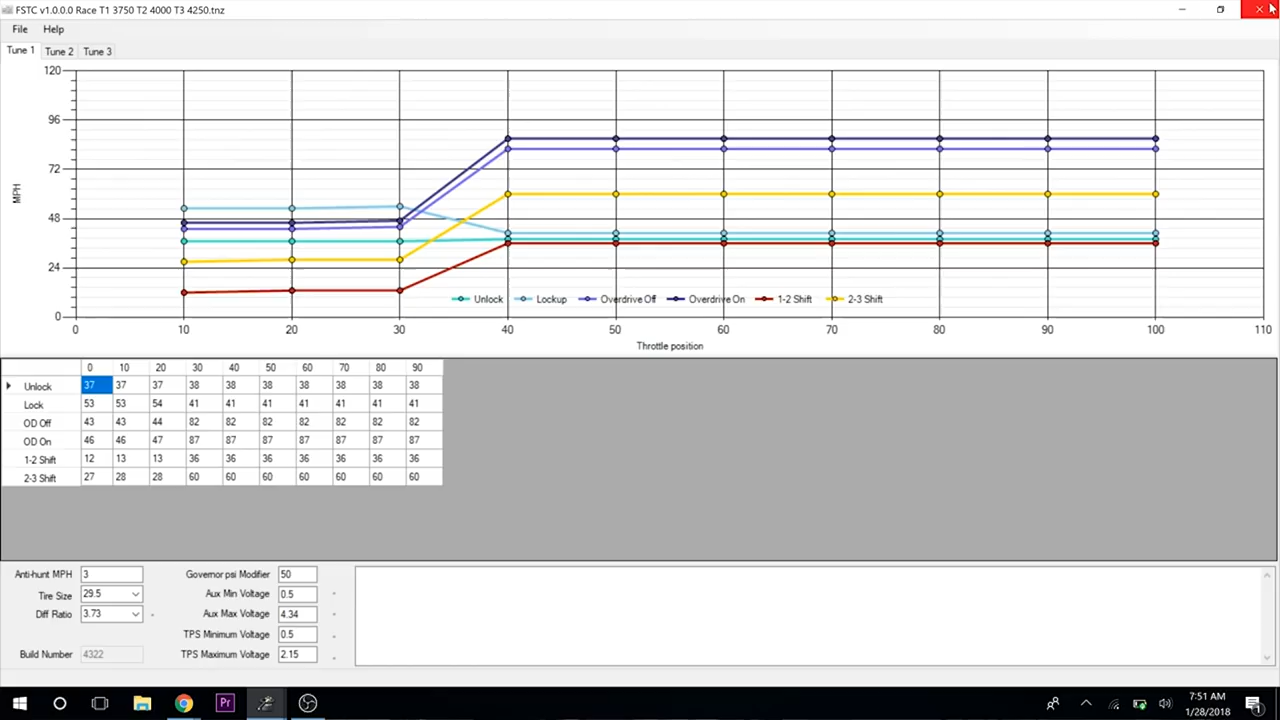 FSTC v1.0.0.0 Race T1 3750 T2 4000 T3 4250.tnz
File Help
Tune 1 Tune 2 Tune 3
120
96
72
48
24
0
MPH
Unlock Lockup Overdrive Off Overdrive On 1-2 Shift 2-3 Shift
0 10 20 30 40 50 60 70 80 90 100 110
Throttle position
0 10 20 30 40 50 60 70 80 90
Unlock 37 37 37 38 38 38 38 38 38 38
Lock 53 53 54 41 41 41 41 41 41 41
OD Off 43 43 44 82 82 82 82 82 82 82
OD On 46 46 47 87 87 87 87 87 87 87
1-2 Shift 12 13 13 36 36 36 36 36 36 36
2-3 Shift 27 28 28 60 60 60 60 60 60 60
Anti-hunt MPH 3 Governor psi Modifier 50
Tire Size 29.5 Aux Min Voltage 0.5
Diff Ratio 3.73 Aux Max Voltage 4.34
TPS Minimum Voltage 0.5
Build Number 4322 TPS Maximum Voltage 2.15
Pr
7:51 AM
1/28/2018
1